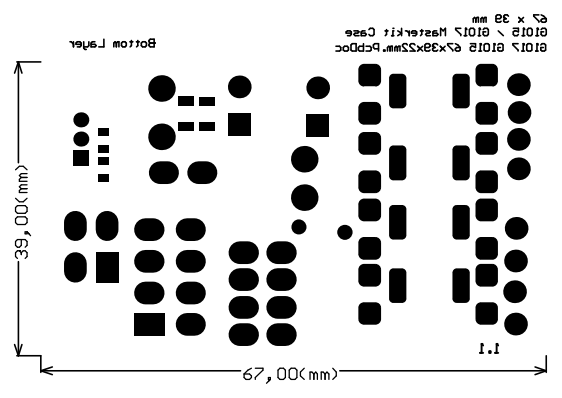 67 x 39 mm
G1015 / G1017 Masterkit Case
G1017 G1015 67x39x22mm.PcbDoc
Bottom Layer
39,00(mm)
1.1
67,00(mm)